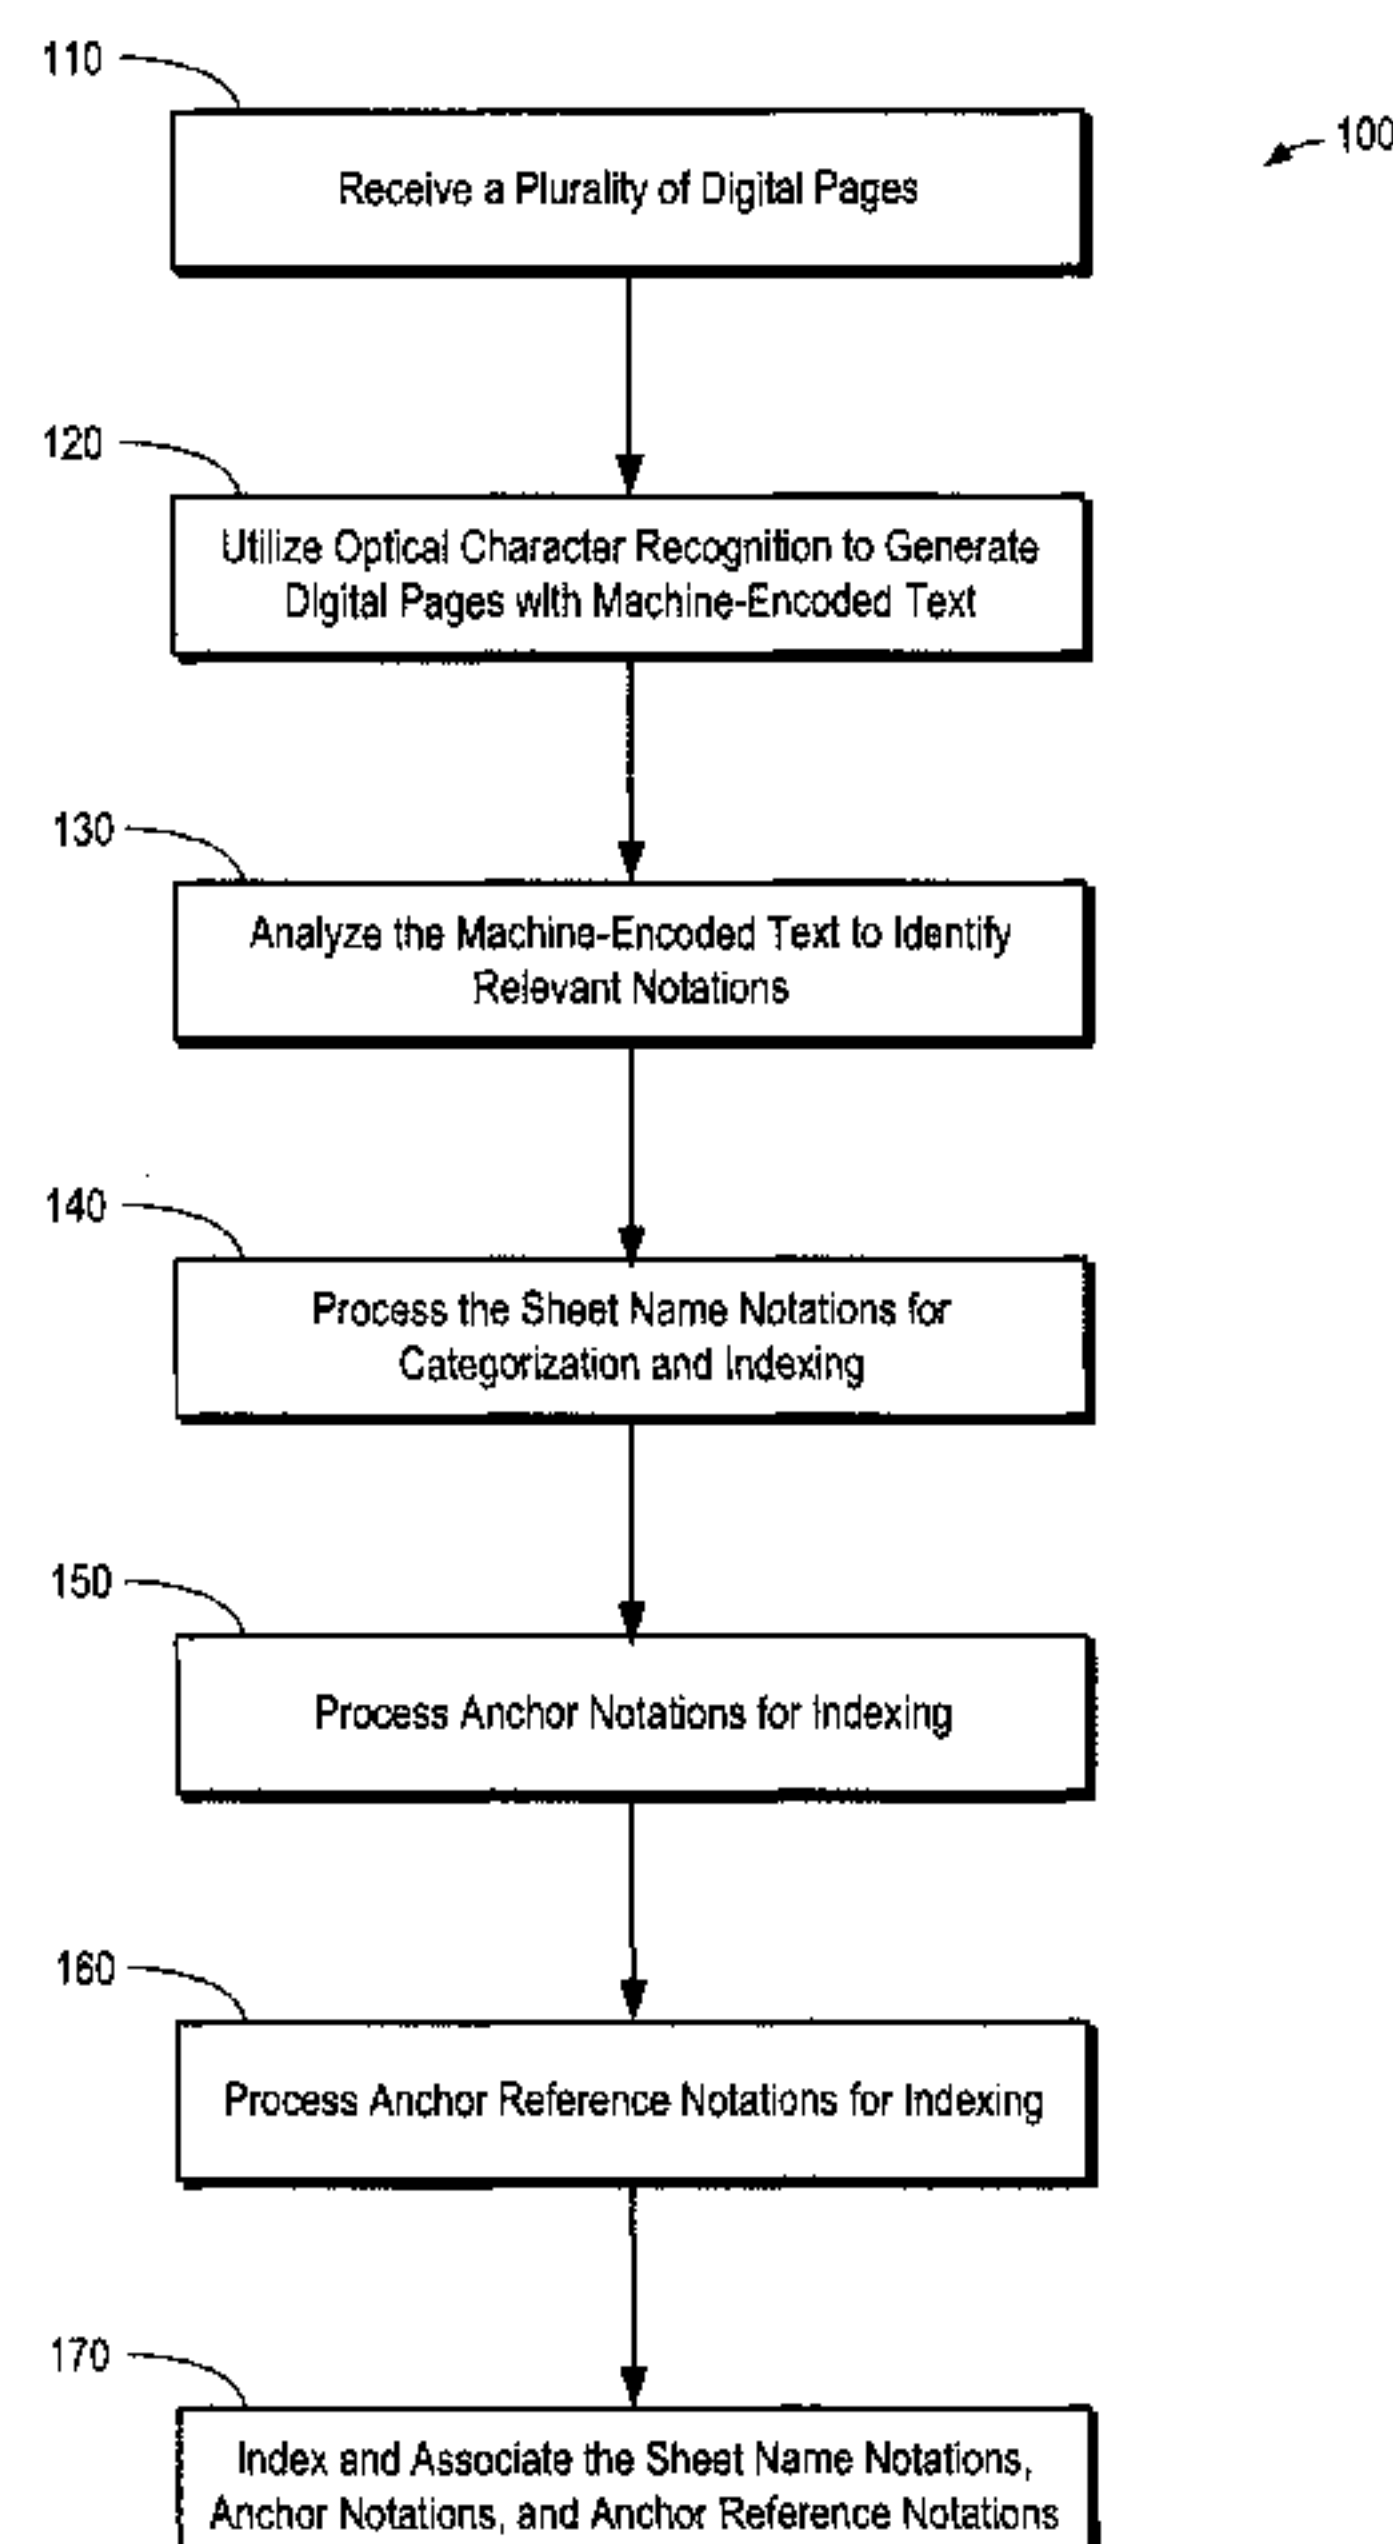 110
100
Receive a Plurality of Digital Pages
120
Utilize Optical Character Recognition to Generate
Digital Pages with Machine-Encoded Text
130
Analyze the Machine-Encoded Text to Identify
Relevant Notations
140
Process the Sheet Name Notations for
Categorization and Indexing
150
Process Anchor Notations for Indexing
160
Process Anchor Reference Notations for Indexing
170
Index and Associate the Sheet Name Notations,
Anchor Notations, and Anchor Reference Notations